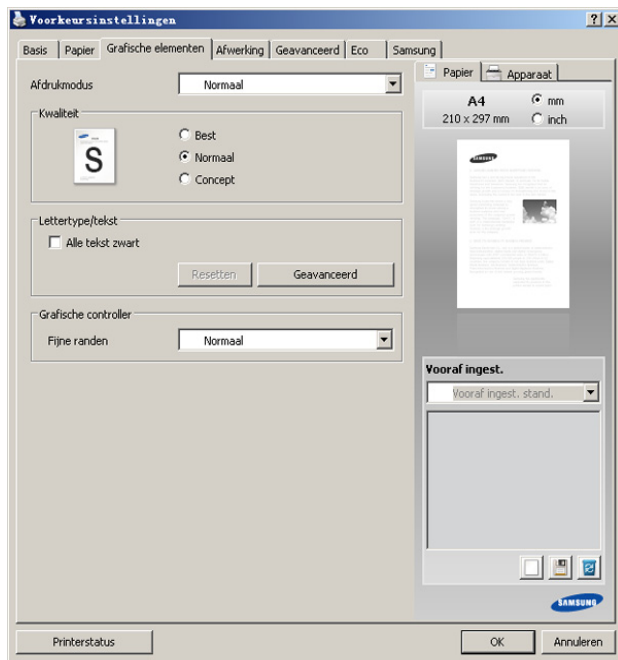 Voorkeursinstellingen
Basis Papier Grafische elementen Afwerking Geavanceerd Eco Samsung
Afdrukmodus Normaal
Kwaliteit
S
Best
Normaal
Concept
Lettertype/tekst
Alle tekst zwart
Resetten Geavanceerd
Grafische controller
Fijne randen Normaal
Papier Apparaat
A4 mm
210 x 297 mm inch
SAMSUNG
Vooraf ingest.
Vooraf ingest. stand.
SAMSUNG
Printerstatus OK Annuleren